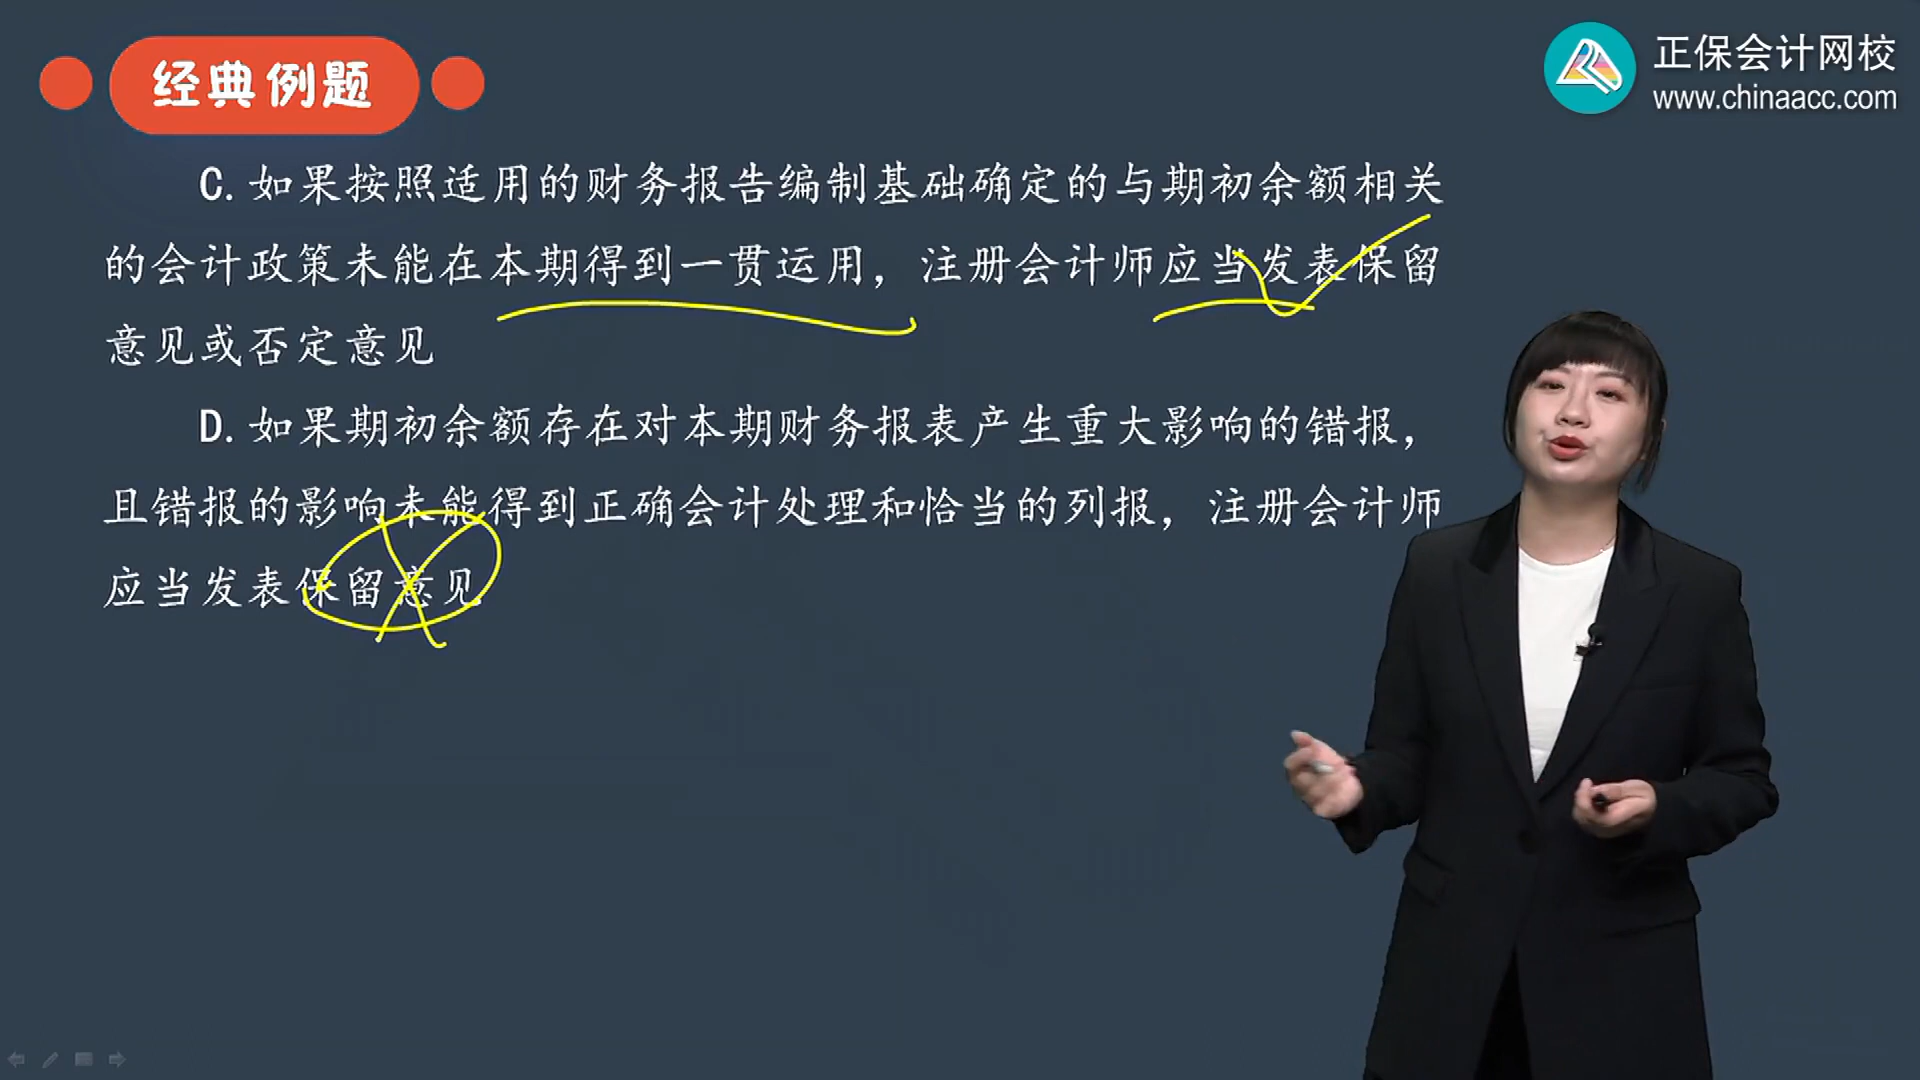 经典例题
正保会计网校
www.chinaacc.com
C.如果按照适用的财务报告编制基础确定的与期初余额相关
的会计政策未能在本期得到一贯运用，注册会计师应当发表保留
意见或否定意见
D.如果期初余额存在对本期财务报表产生重大影响的错报，
且错报的影响未能得到正确会计处理和恰当的列报，注册会计师
应当发表保留意见